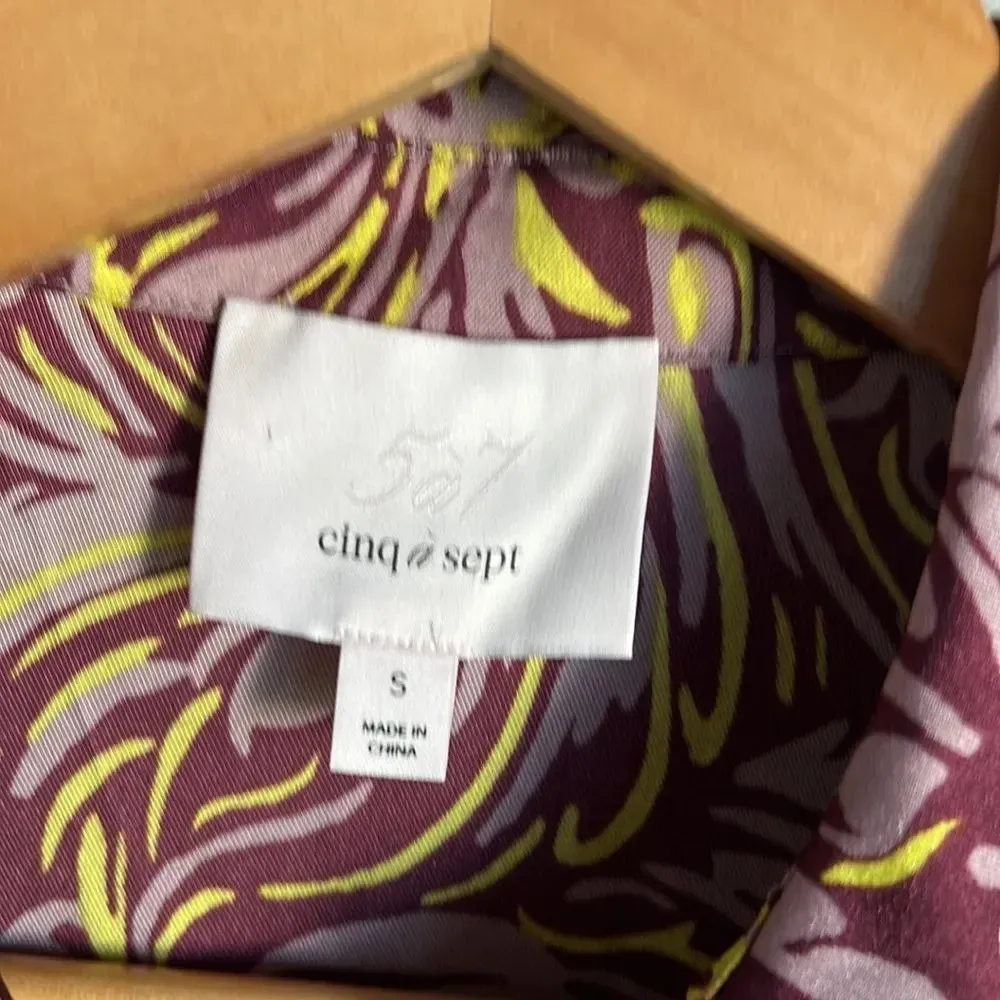 5à7
cinq à sept
S
MADE IN
CHINA